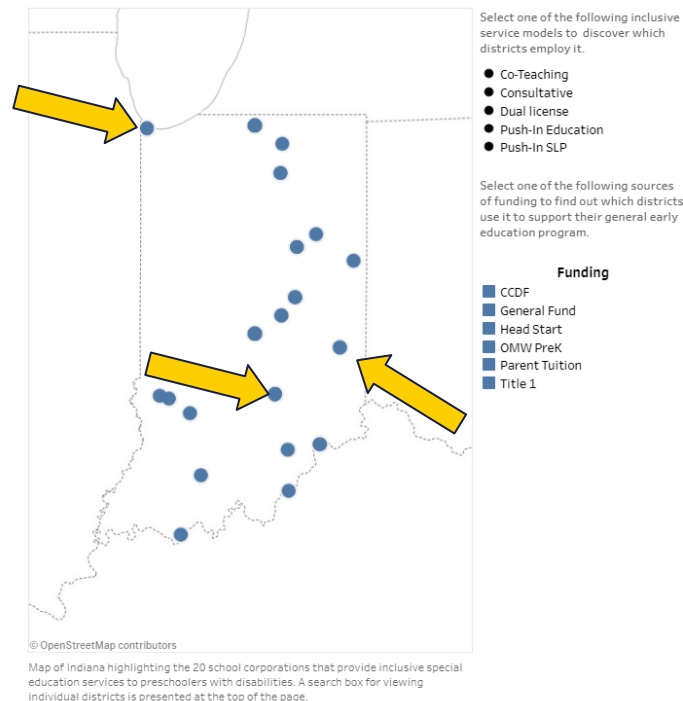 Select one of the following inclusive
service models to discover which
districts employ it.
Co-Teaching
Consultative
Dual license
Push-In Education
Push-In SLP
Select one of the following sources
of funding to find out which districts
use it to support their general early
education program.
Funding
CCDF
General Fund
Head Start
OMW PreK
Parent Tuition
Title 1
© OpenStreetMap contributors
Map of Indiana highlighting the 20 school corporations that provide inclusive special
education services to preschoolers with disabilities. A search box for viewing
individual districts is presented at the top of the page.